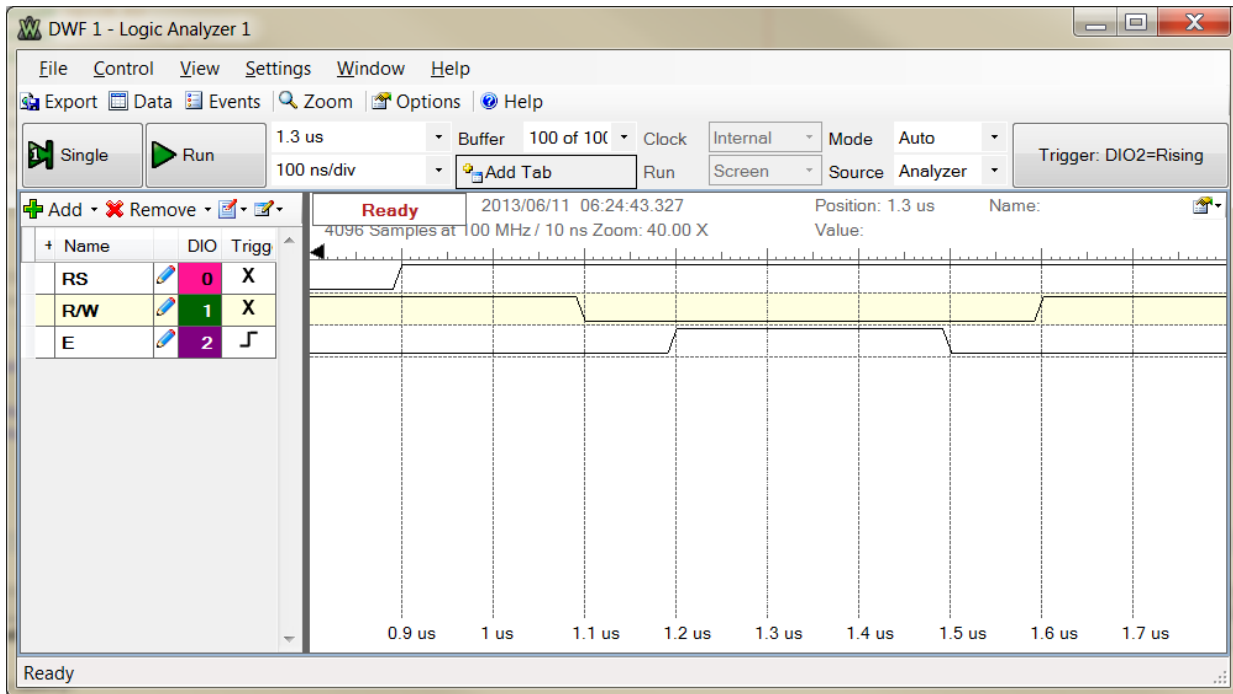 DWF 1 - Logic Analyzer 1
File Control View Settings Window Help
Export Data Events Zoom Options Help
Single Run 1.3 us Buffer 100 of 100 Clock Internal Mode Auto Trigger: DIO2=Rising
100 ns/div Add Tab Run Screen Source Analyzer
Add Remove Ready 2013/06/11 06:24:43.327 Position: 1.3 us Name:
4096 Samples at 100 MHz / 10 ns Zoom: 40.00 X Value:
+ Name DIO Trigg
RS 0 X
R/W 1 X
E 2
0.9 us 1 us 1.1 us 1.2 us 1.3 us 1.4 us 1.5 us 1.6 us 1.7 us
Ready